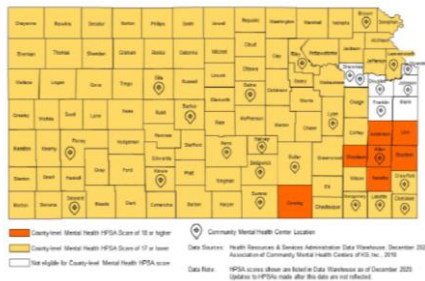 Cheyenne Rawlins Decatur Norton Phillips Smith Jewell Republic Washington Marshall Nemaha Brown Doniphan
Sherman Thomas Sheridan Graham Rooks Osborne Mitchell Cloud Clay Riley Pottawatomie Jackson Atchison
Jefferson Leavenworth
Wallace Logan Gove Trego Ellis Russell Lincoln Ottawa Saline Dickinson Geary Shawnee Douglas Johnson
Greeley Wichita Scott Lane Ness Rush Barton Ellsworth McPherson Marion Morris Lyon Osage Franklin Miami
Hamilton Kearny Finney Hodgeman Pawnee Stafford Rice Reno Harvey Chase Coffey Anderson Linn
Stanton Grant Haskell Gray Ford Edwards Pratt Kingman Sedgwick Butler Greenwood Woodson Allen Bourbon
Morton Stevens Seward Meade Clark Comanche Barber Harper Sumner Cowley Elk Chautauqua Wilson Neosho Crawford
Montgomery Labette Cherokee
County-level Mental Health HPSA Score of 18 or higher
County-level Mental Health HPSA Score of 17 or lower
Not eligible for County-level Mental Health HPSA score
Community Mental Health Center Location
Data Sources Health Resources & Services Administration Data Warehouse, December 202
Association of Community Mental Health Centers of KS, Inc., 2018
Data Note HPSA scores shown are listed in Data Warehouse as of December 2020.
Updates to HPSAs made after this date are not reflected.